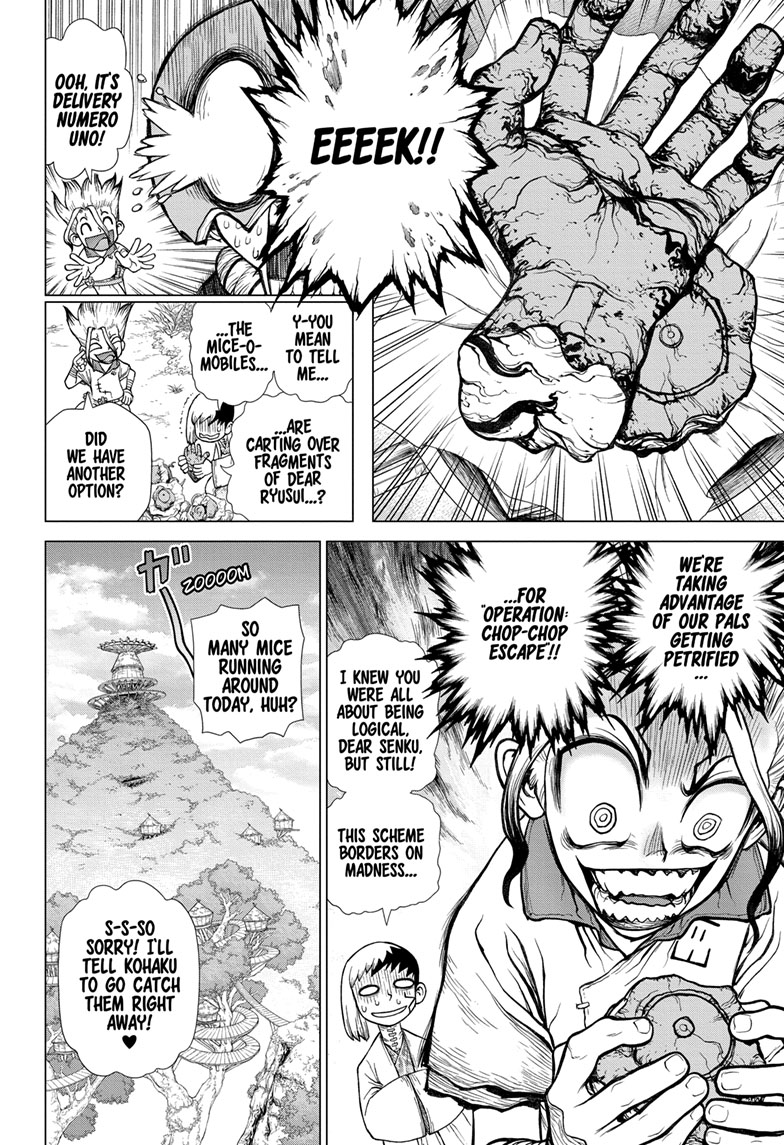 EEEEK!!
OOH, IT'S
DELIVERY
NUMERO
UNO!
Y-YOU
MEAN
TO TELL
ME...
...THE
MICE-O-
MOBILES...
...ARE
CARTING OVER
FRAGMENTS
OF DEAR
RYUSUI...?
DID
WE HAVE
ANOTHER
OPTION?
WE'RE
TAKING
ADVANTAGE
OF OUR PALS
GETTING
PETRIFIED
...
...FOR
"OPERATION:
CHOP-CHOP
ESCAPE"!!
I KNEW YOU
WERE ALL
ABOUT BEING
LOGICAL,
DEAR SENKU,
BUT STILL!
THIS SCHEME
BORDERS ON
MADNESS...
ガ
ZOOOOM
SO
MANY MICE
RUNNING
AROUND
TODAY, HUH?
S-S-SO
SORRY! I'LL
TELL KOHAKU
TO GO CATCH
THEM RIGHT
AWAY!
♥